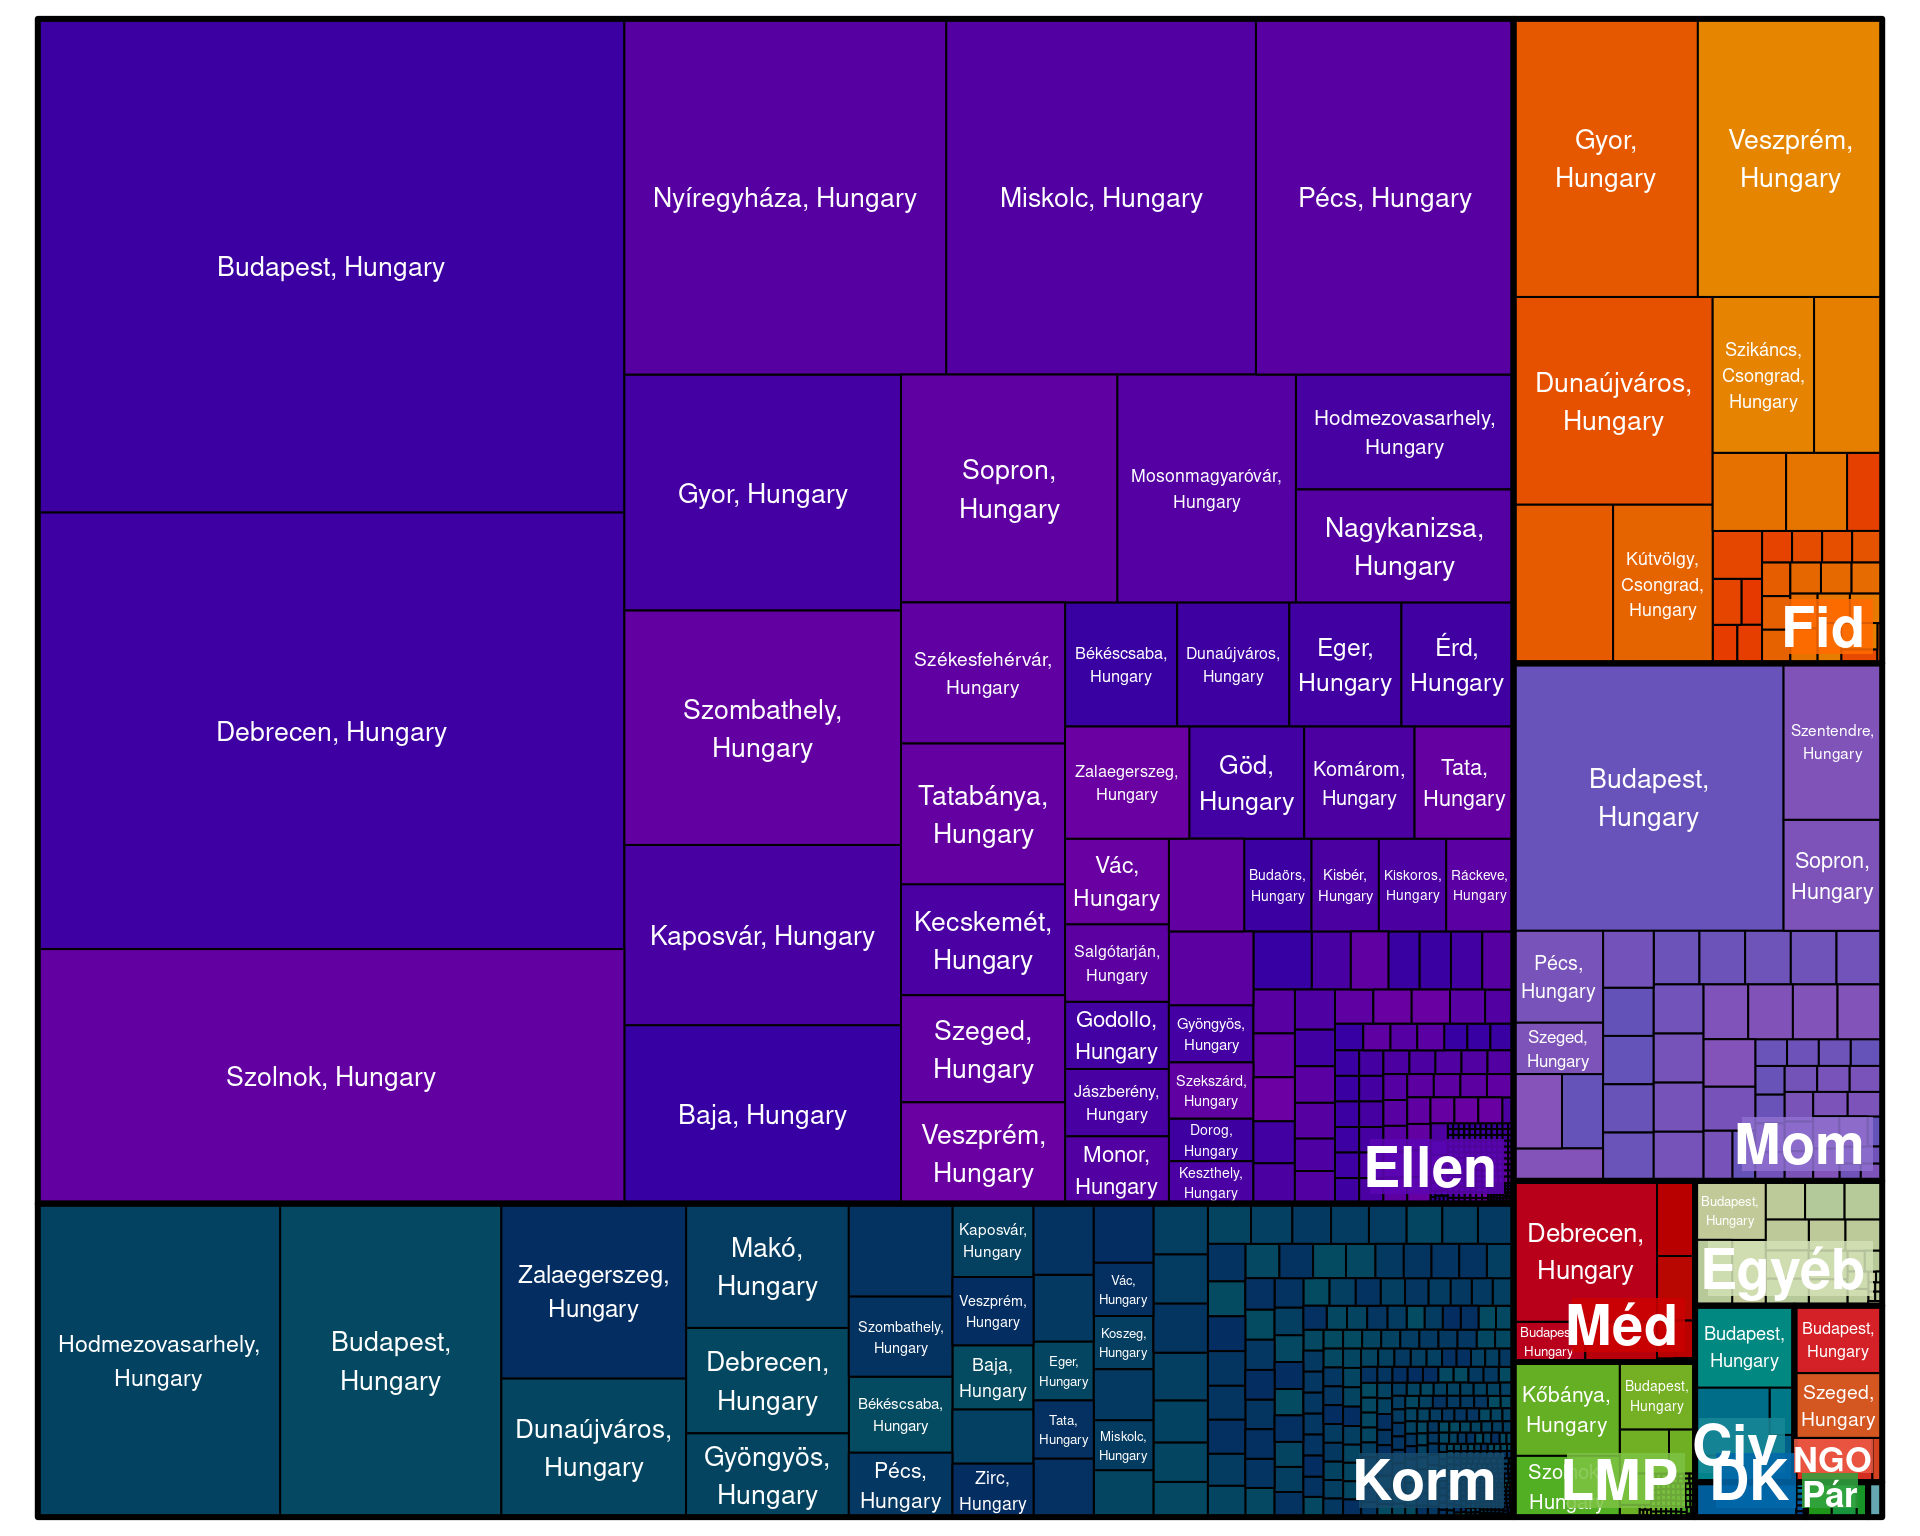 Budapest, Hungary
Debrecen, Hungary
Szolnok, Hungary
Nyíregyháza, Hungary
Miskolc, Hungary
Pécs, Hungary
Gyor, Hungary
Szombathely,
Hungary
Kaposvár, Hungary
Baja, Hungary
Sopron,
Hungary
Mosonmagyaróvár,
Hungary
Hodmezovasarhely,
Hungary
Nagykanizsa,
Hungary
Székesfehérvár,
Hungary
Tatabánya,
Hungary
Kecskemét,
Hungary
Szeged,
Hungary
Veszprém,
Hungary
Békéscsaba,
Hungary
Dunaújváros,
Hungary
Eger,
Hungary
Érd,
Hungary
Zalaegerszeg,
Hungary
Göd,
Hungary
Komárom,
Hungary
Tata,
Hungary
Vác,
Hungary
Salgótarján,
Hungary
Godollo,
Hungary
Jászberény,
Hungary
Monor,
Hungary
Budaörs,
Hungary
Kisbér,
Hungary
Kiskoros,
Hungary
Ráckeve,
Hungary
Gyöngyös,
Hungary
Szekszárd,
Hungary
Dorog,
Hungary
Keszthely,
Hungary
Ellen
Hodmezovasarhely,
Hungary
Budapest,
Hungary
Zalaegerszeg,
Hungary
Dunaújváros,
Hungary
Makó,
Hungary
Debrecen,
Hungary
Gyöngyös,
Hungary
Szombathely,
Hungary
Békéscsaba,
Hungary
Pécs,
Hungary
Kaposvár,
Hungary
Veszprém,
Hungary
Baja,
Hungary
Zirc,
Hungary
Eger,
Hungary
Tata,
Hungary
Vác,
Hungary
Koszeg,
Hungary
Miskolc,
Hungary
Korm
Gyor,
Hungary
Veszprém,
Hungary
Dunaújváros,
Hungary
Szikáncs,
Csongrad,
Hungary
Kútvölgy,
Csongrad,
Hungary
Fid
Budapest,
Hungary
Szentendre,
Hungary
Sopron,
Hungary
Pécs,
Hungary
Szeged,
Hungary
Mom
Debrecen,
Hungary
Budapest,
Hungary
Méd
Budapest,
Hungary
Egyéb
Kőbánya,
Hungary
Budapest,
Hungary
Szolnok,
Hungary
LMP
Budapest,
Hungary
Civ
DK
Budapest,
Hungary
Szeged,
Hungary
NGO
Pár